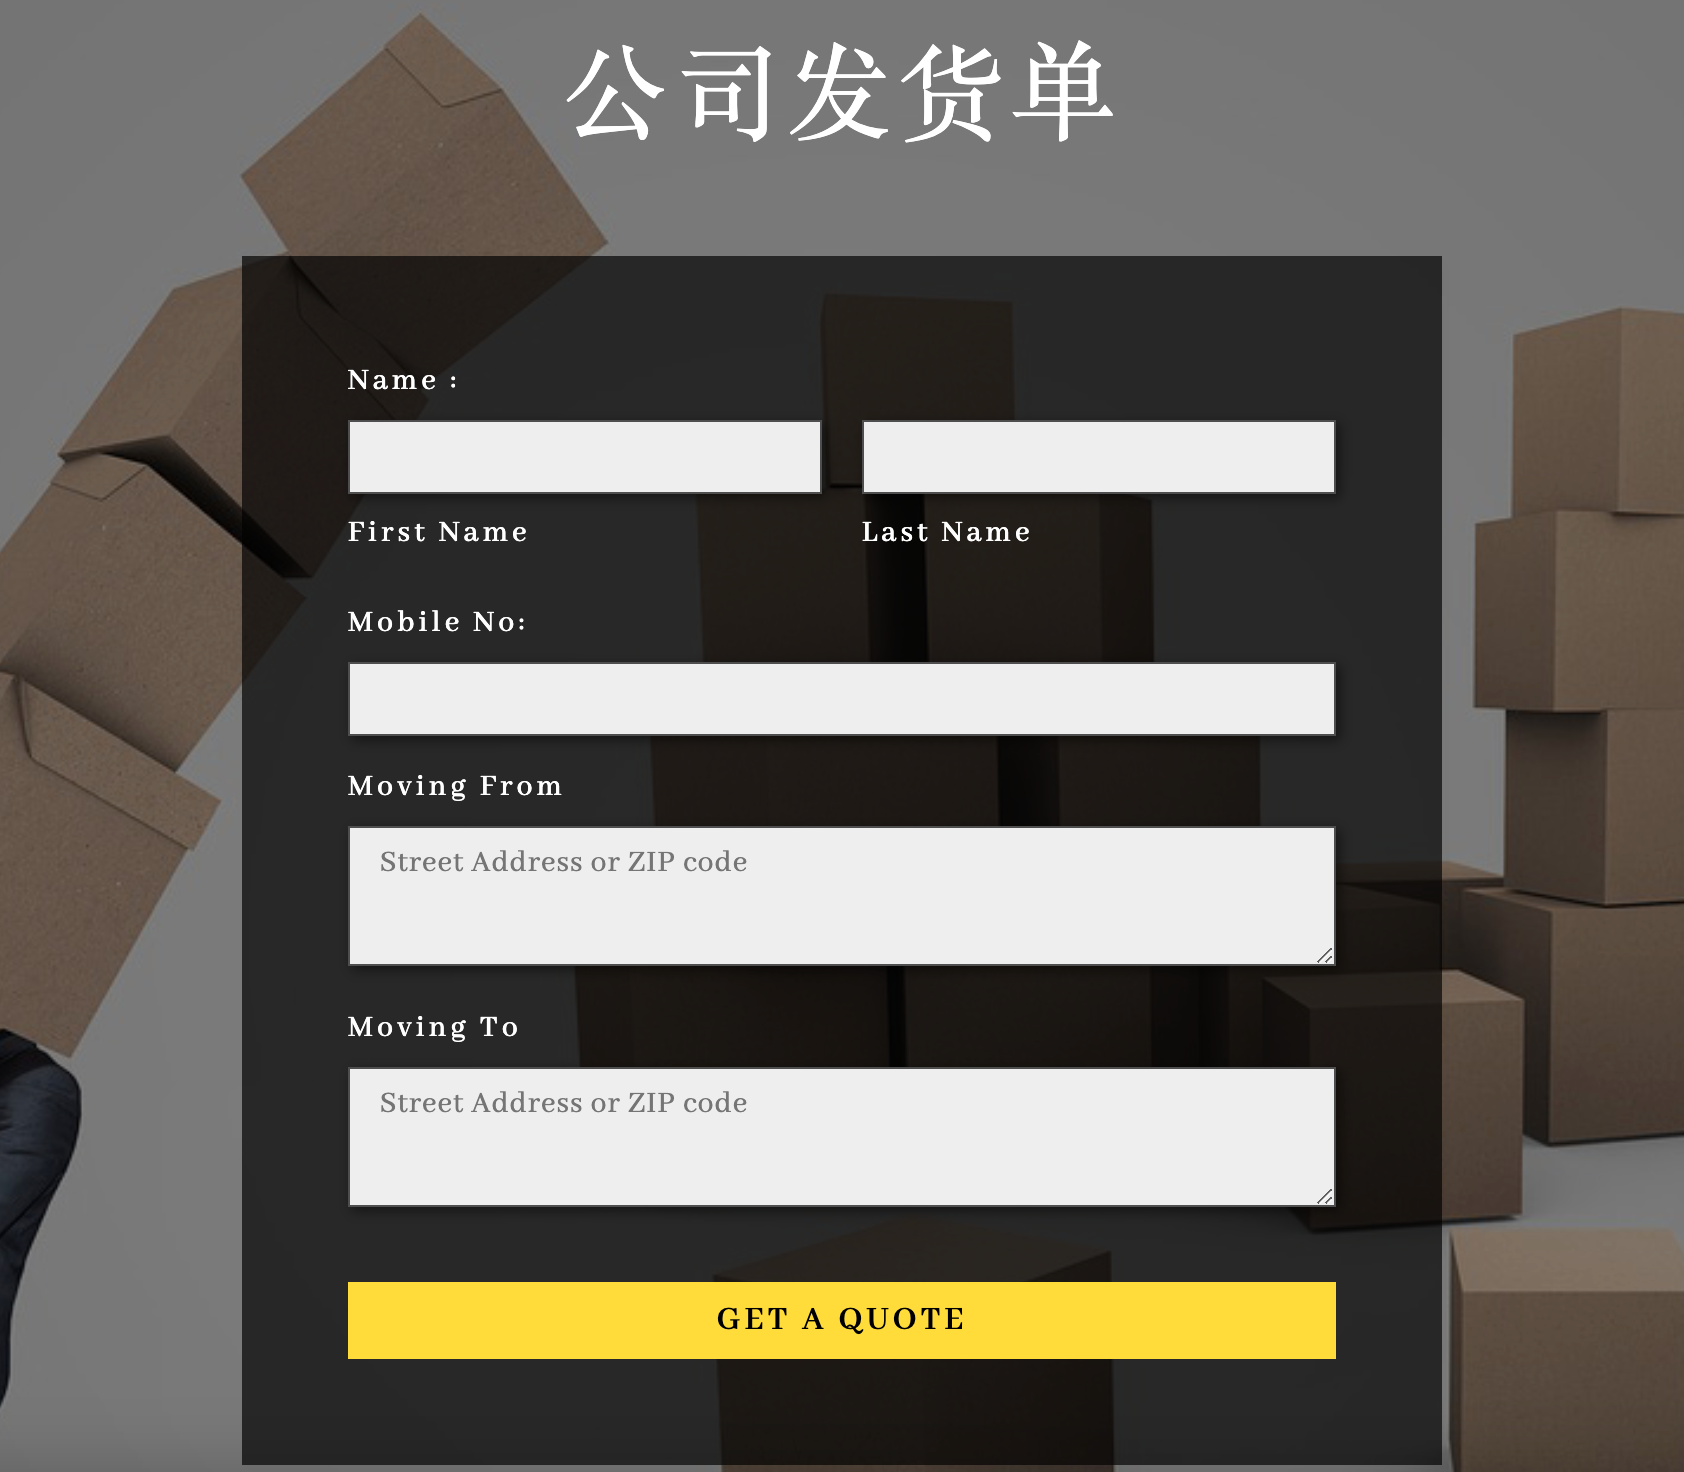 公司发货单
Name :
First Name
Last Name
Mobile No:
Moving From
Street Address or ZIP code
Moving To
Street Address or ZIP code
GET A QUOTE